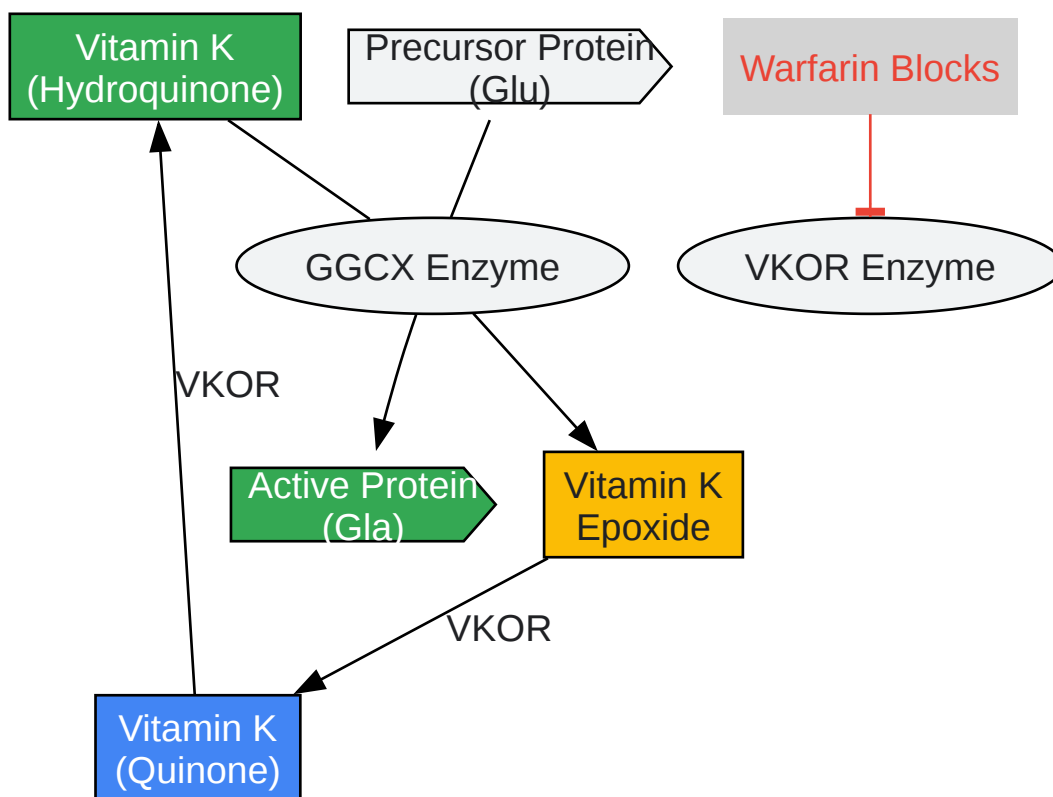 Vitamin K
(Hydroquinone)
Precursor Protein
(Glu)
Warfarin Blocks
GGCX Enzyme
VKOR Enzyme
VKOR
Active Protein
(Gla)
Vitamin K
Epoxide
VKOR
Vitamin K
(Quinone)